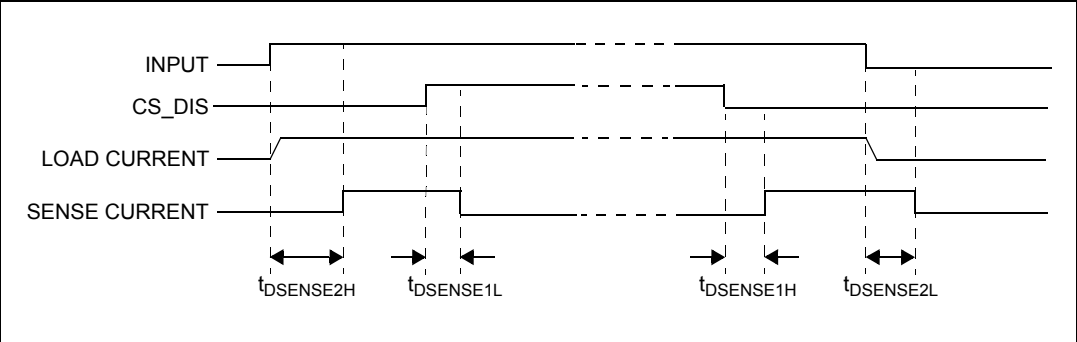 INPUT
CS_DIS
LOAD CURRENT
SENSE CURRENT
tDSENSE2H tDSENSE1L tDSENSE1H tDSENSE2L